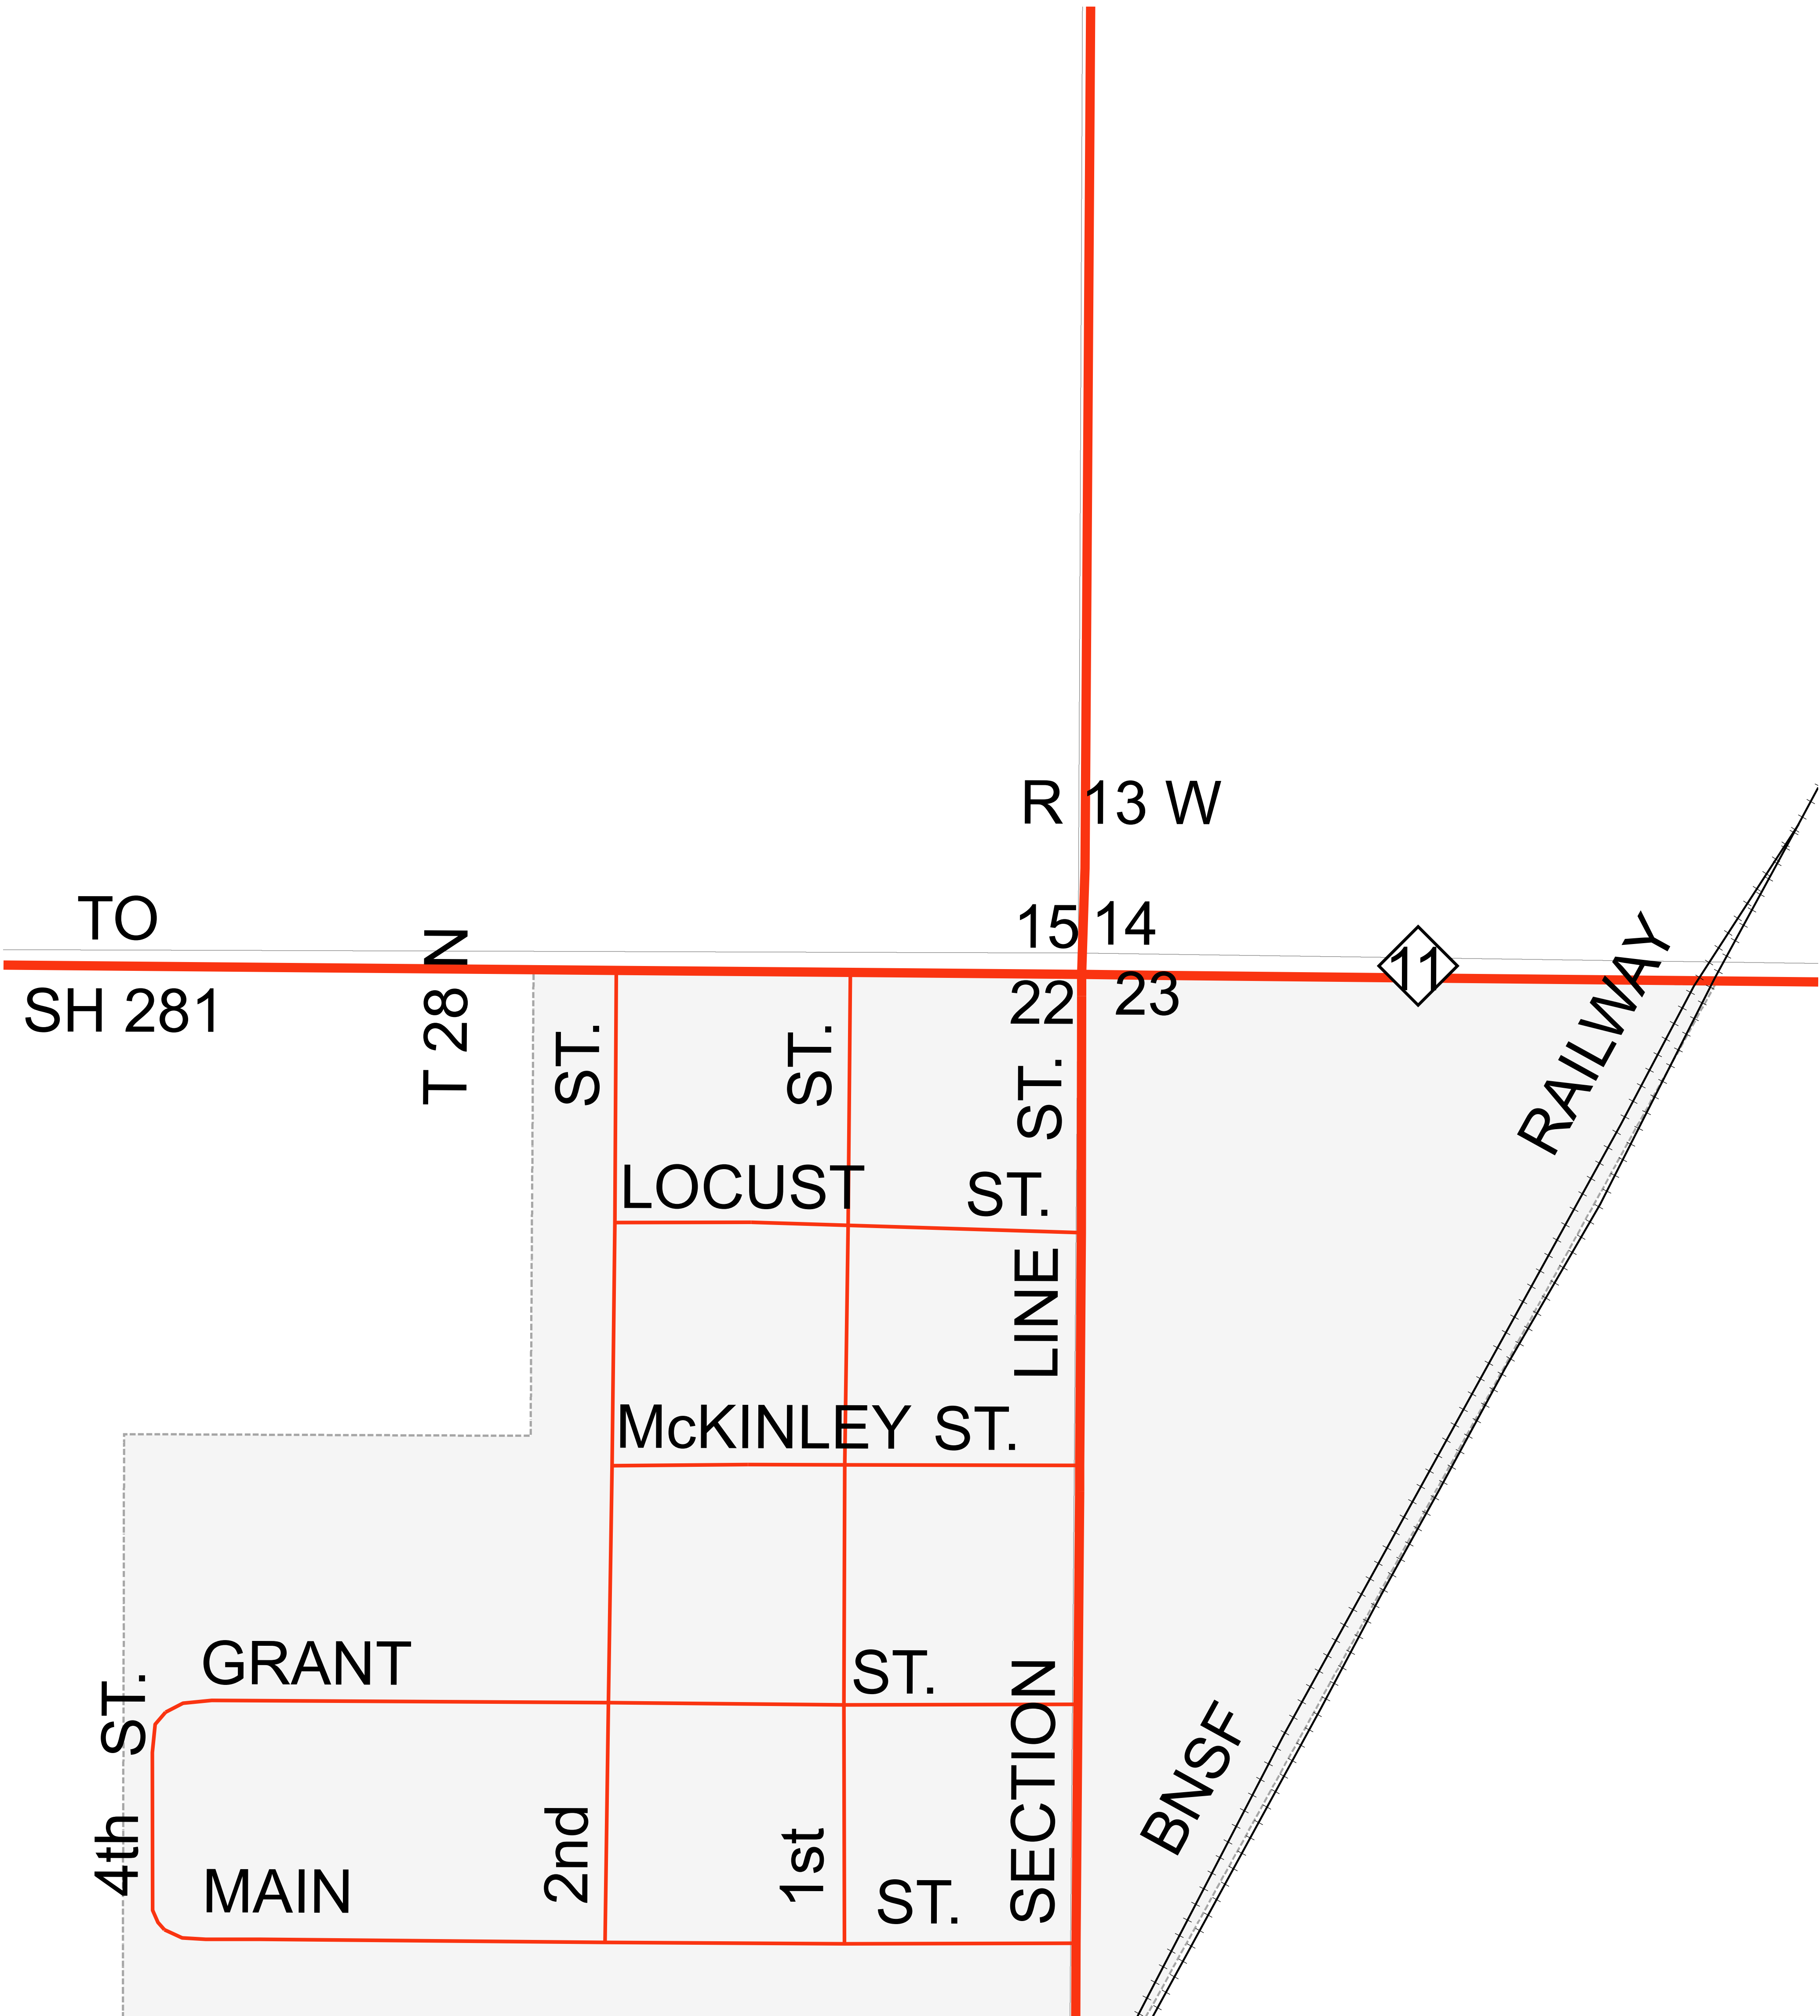 R 13 W
TO
15 14
SH 281
T 28 N
22 23
11
ST.
ST.
ST.
RAILWAY
LOCUST ST.
LINE
McKINLEY ST.
GRANT ST.
4th ST.
SECTION
BNSF
2nd
1st
MAIN ST.